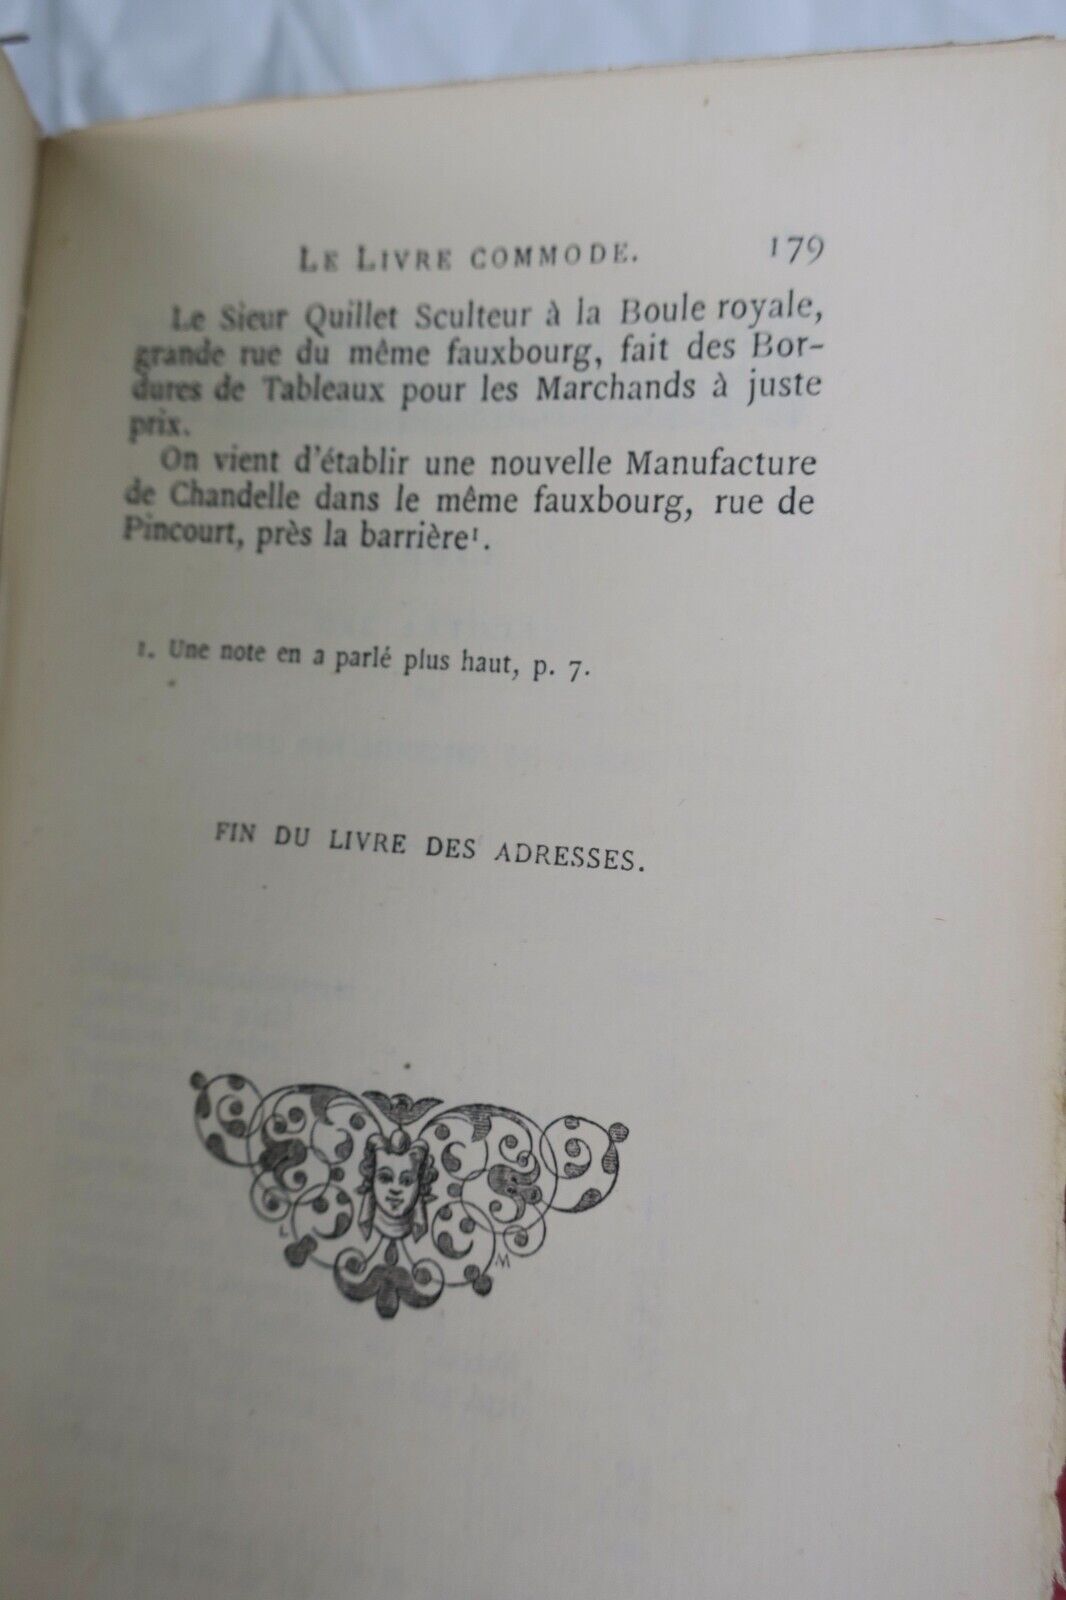 LE LIVRE COMMODE. 179
Le Sieur Quillet Sculteur à la Boule royale,
grande rue du même fauxbourg, fait des Bor-
dures de Tableaux pour les Marchands à juste
prix.
On vient d'établir une nouvelle Manufacture
de Chandelle dans le même fauxbourg, rue de
Pincourt, près la barrière¹.
1. Une note en a parlé plus haut, p. 7.
FIN DU LIVRE DES ADRESSES.
L M